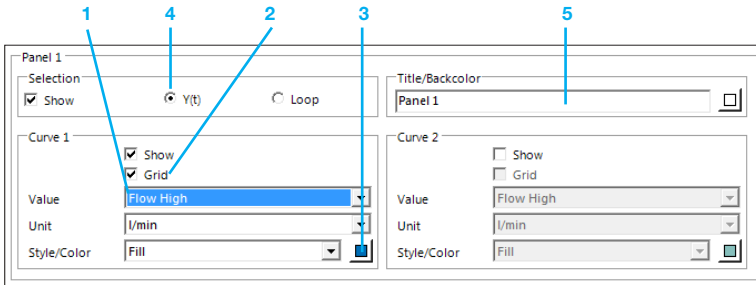 1 4 2 3 5
Panel 1
Selection
Show Y(t) Loop
Title/Backcolor
Panel 1
Curve 1
Show
Grid
Value Flow High
Unit l/min
Style/Color Fill
Curve 2
Show
Grid
Value Flow High
Unit l/min
Style/Color Fill